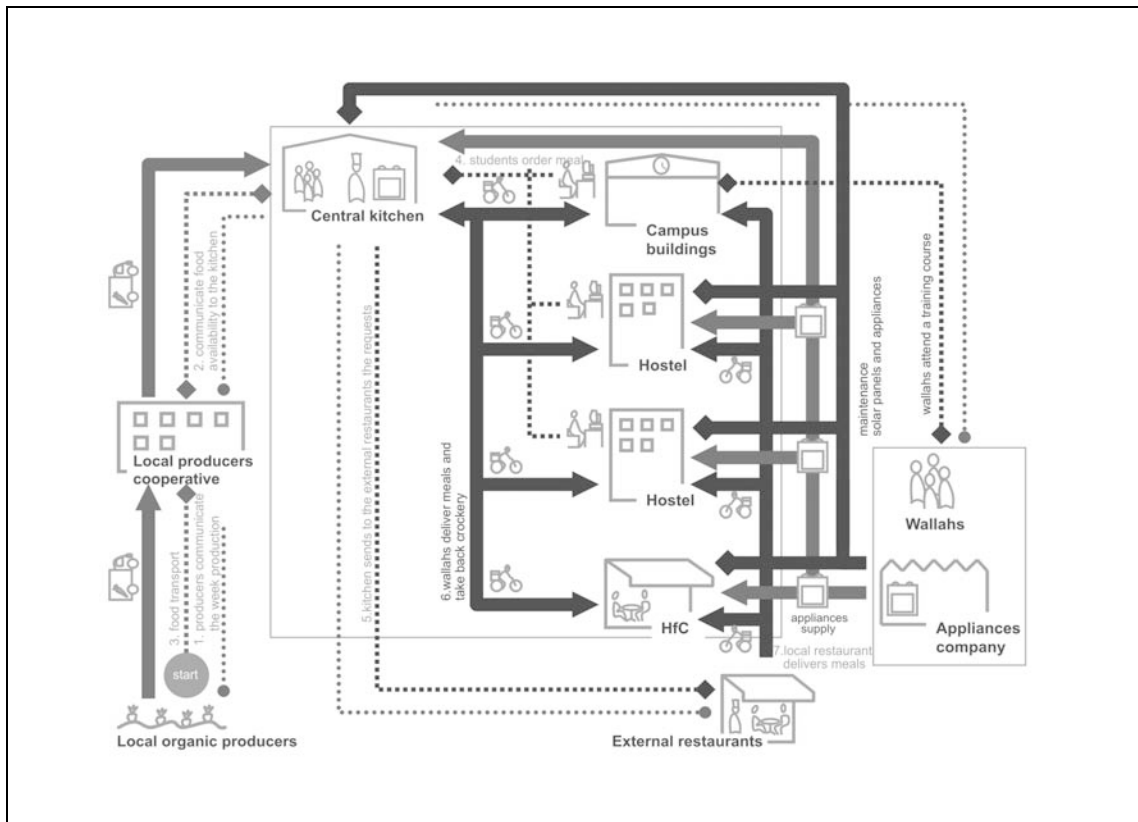 4. students order meal
Central kitchen
Campus
buildings
2. communicate food
availability to the kitchen
Hostel
maintenance
solar panels and appliances
wallahs attend a training course
Local producers
cooperative
Hostel
Wallahs
5.kitchen sends to the external restaurants the requests
6.wallahs deliver meals and
take back crockery
3. food transport
1. producers communicate
the week production
HfC
appliances
supply
Appliances
company
7.local restaurant
delivers meals
start
Local organic producers
External restaurants